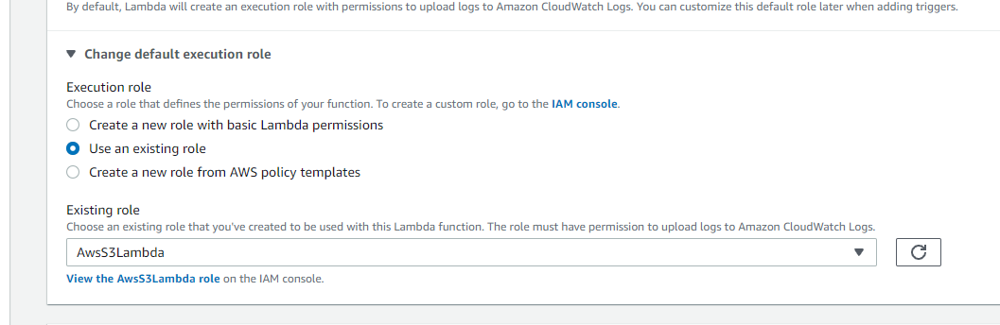 By default, Lambda will create an execution role with permissions to upload logs to Amazon CloudWatch Logs. You can customize this default role later when adding triggers.
Change default execution role
Execution role
Choose a role that defines the permissions of your function. To create a custom role, go to the IAM console.
Create a new role with basic Lambda permissions
Use an existing role
Create a new role from AWS policy templates
Existing role
Choose an existing role that you've created to be used with this Lambda function. The role must have permission to upload logs to Amazon CloudWatch Logs.
AwsS3Lambda
View the AwsS3Lambda role on the IAM console.